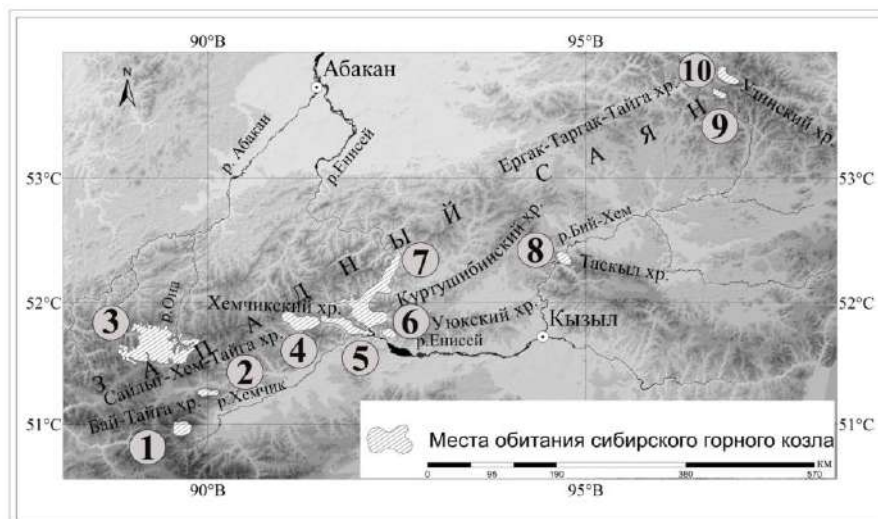 90°В 95°В
N
Абакан
10
Удинский хр.
Ергак-Таргак-Тайга хр.
9
р. Абакан
р.Енисей
53°С 53°С
ЗАПАДНЫЙ САЯН
р.Бий-Хем
8
Куртушибинский хр.
7
Таскыл хр.
52°С 52°С
3
р.Она
Хемчикский хр.
6
Уюкский хр.
Кызыл
р.Енисей
4
5
Сайлыг-Хем-Тайга хр.
2
р.Хемчик
Бай-Тайга хр.
51°С 51°С
1
Места обитания сибирского горного козла
км
0 95 190 380 570
90°В 95°В